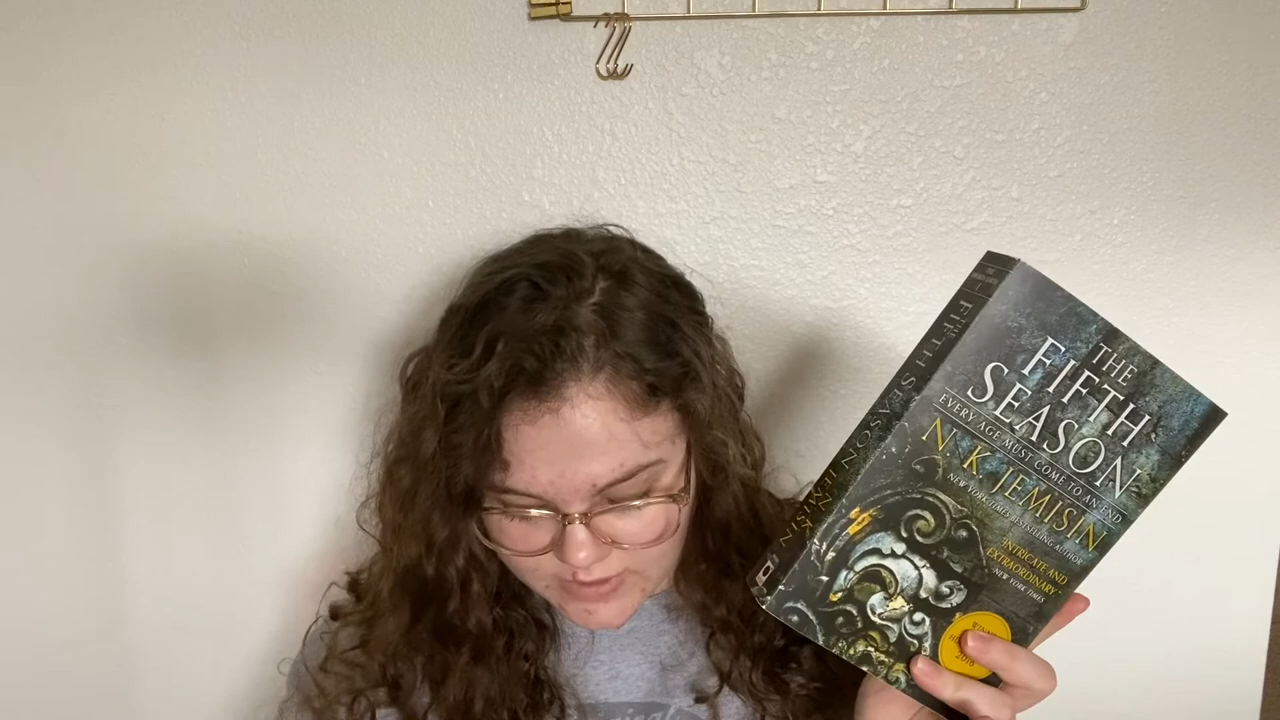 THE
FIFTH
SEASON
EVERY AGE MUST COME TO AN END
N. K. JEMISIN
NEW YORK TIMES BESTSELLING AUTHOR
"INTRICATE AND
EXTRAORDINARY"
NEW YORK TIMES
2016
THE FIFTH SEASON
N. K. JEMISIN